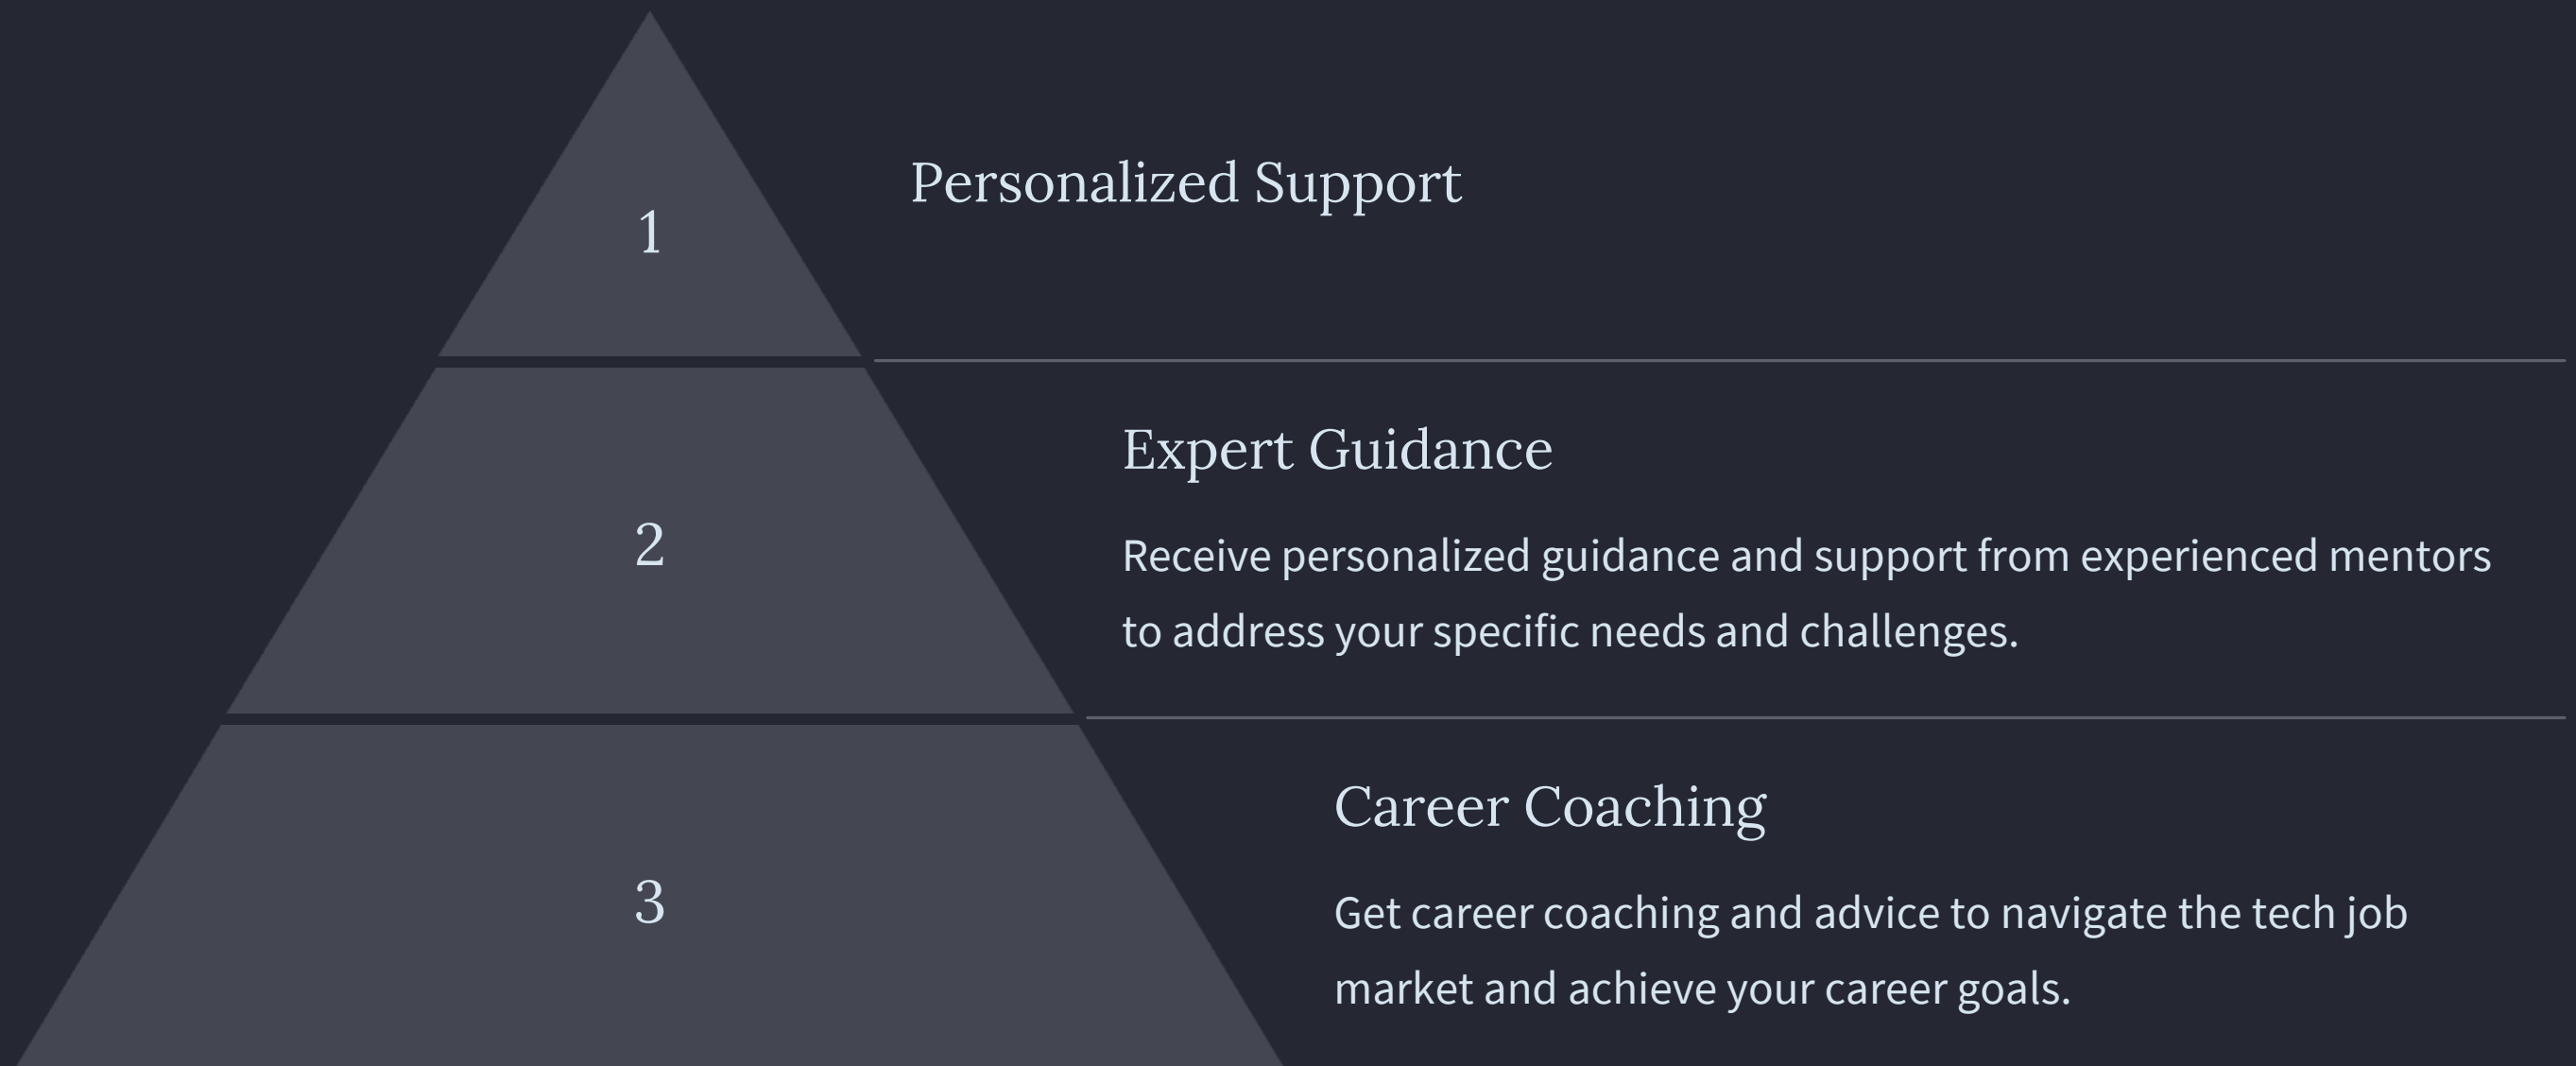 1
Personalized Support
2
Expert Guidance
Receive personalized guidance and support from experienced mentors
to address your specific needs and challenges.
3
Career Coaching
Get career coaching and advice to navigate the tech job
market and achieve your career goals.